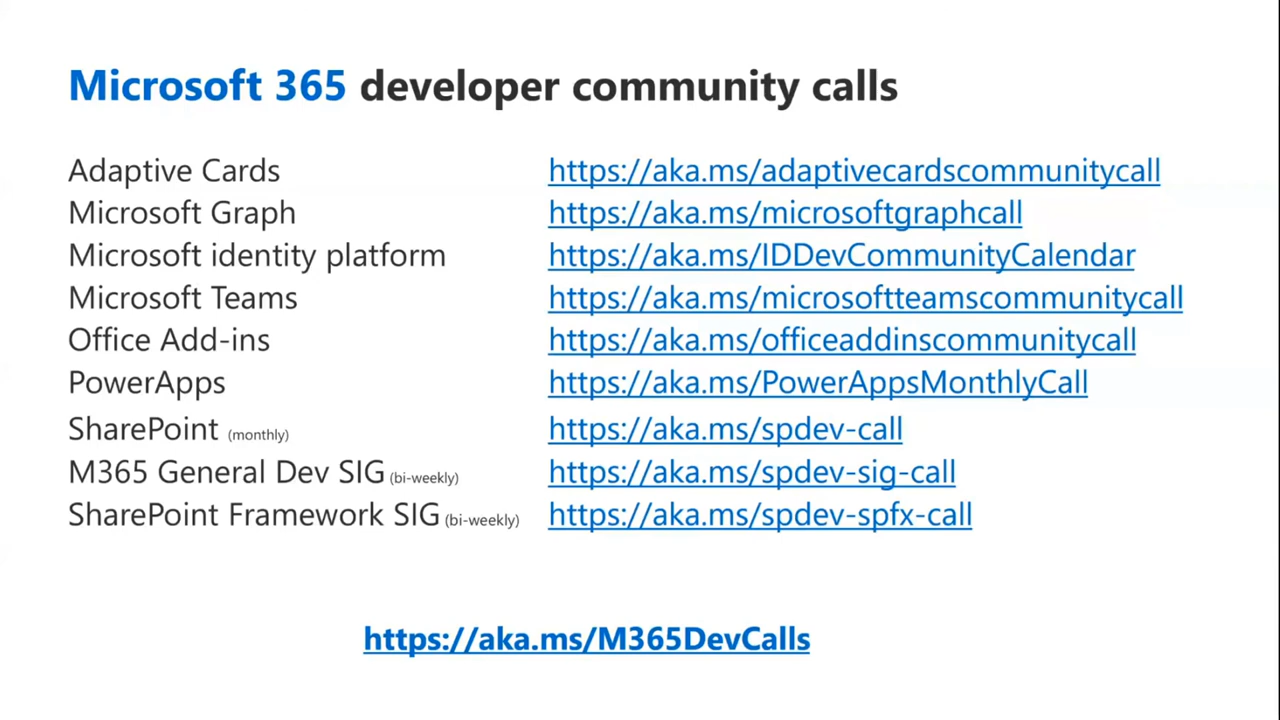 Microsoft 365 developer community calls
Adaptive Cards https://aka.ms/adaptivecardscommunitycall
Microsoft Graph https://aka.ms/microsoftgraphcall
Microsoft identity platform https://aka.ms/IDDevCommunityCalendar
Microsoft Teams https://aka.ms/microsoftteamscommunitycall
Office Add-ins https://aka.ms/officeaddinscommunitycall
PowerApps https://aka.ms/PowerAppsMonthlyCall
SharePoint (monthly) https://aka.ms/spdev-call
M365 General Dev SIG (bi-weekly) https://aka.ms/spdev-sig-call
SharePoint Framework SIG (bi-weekly) https://aka.ms/spdev-spfx-call
https://aka.ms/M365DevCalls